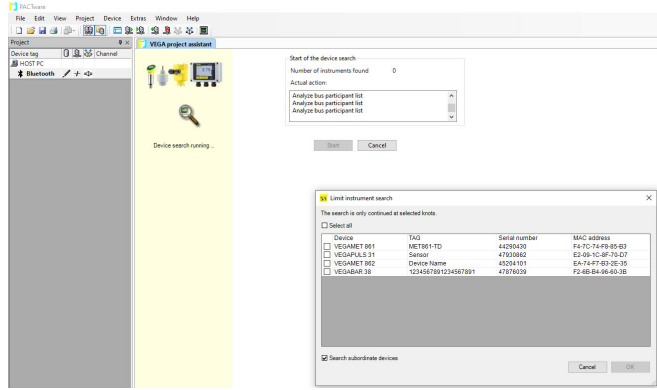 PACTware
File Edit View Project Device Extras Window Help
Project
VEGA project assistant
Device tag Channel
HOST PC
Bluetooth
Start of the device search
Number of instruments found 0
Actual action:
Analyze bus participant list
Analyze bus participant list
Analyze bus participant list
Device search running ...
Start Cancel
Limit instrument search
The search is only continued at selected knots.
Select all
Device TAG Serial number MAC address
VEGAMET 861 MET861-TD 44290430 F4-7C-74-F8-85-B3
VEGAPULS 31 Sensor 47930862 E2-09-1C-8F-70-D7
VEGAMET 862 Device Name 45204101 EA-74-F7-B3-2E-35
VEGABAR 38 1234567891234567891 47876039 F2-6B-B4-96-60-3B
Search subordinate devices
Cancel OK